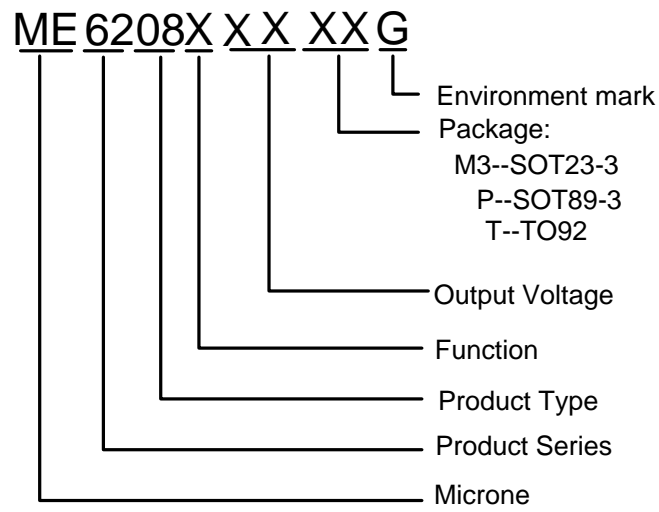 ME6208X XX XXG
Environment mark
Package:
M3--SOT23-3
P--SOT89-3
T--TO92
Output Voltage
Function
Product Type
Product Series
Microne